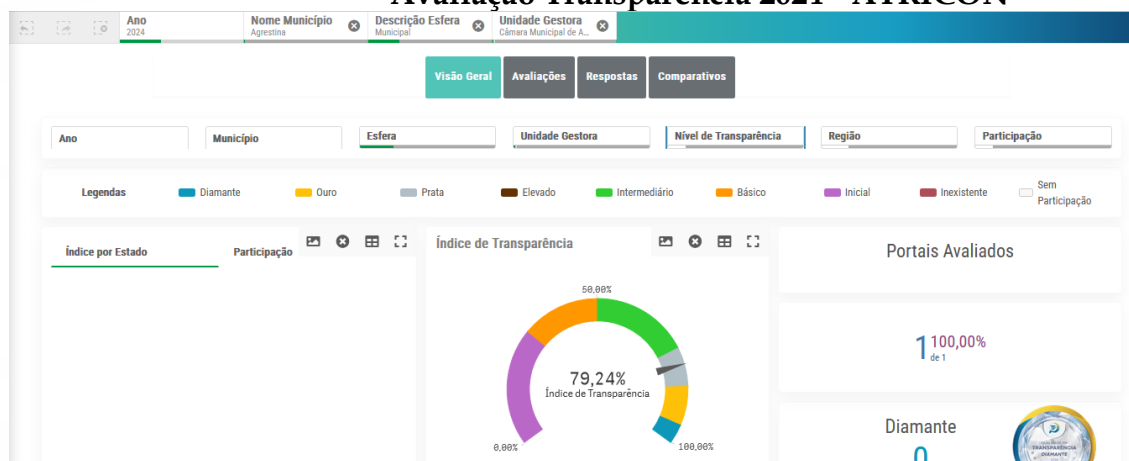 Avaliação Transparência - ATRICON
Ano
2024
Nome Município
Agrestina
Descrição Esfera
Municipal
Unidade Gestora
Câmara Municipal de A...
Visão Geral
Avaliações
Respostas
Comparativos
Ano
Município
Esfera
Unidade Gestora
Nível de Transparência
Região
Participação
Legendas
Diamante
Ouro
Prata
Elevado
Intermediário
Básico
Inicial
Inexistente
Sem
Participação
Índice por Estado
Participação
Índice de Transparência
50,00%
79,24%
Índice de Transparência
0,00%
100,00%
Portais Avaliados
1 100,00%
de 1
Diamante
0
TRANSPARÊNCIA
DIAMANTE